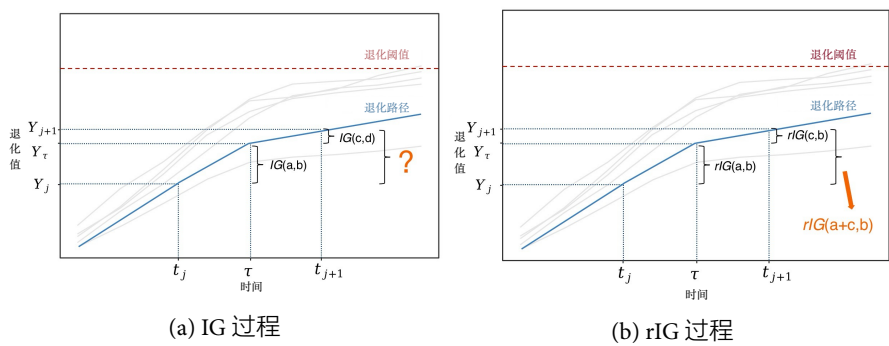 退化阈值
退化路径
退化值
Y_{j+1}
Y_τ
Y_j
IG(c,d)
IG(a,b)
?
t_j
τ
t_{j+1}
时间
(a) IG 过程
退化阈值
退化路径
退化值
Y_{j+1}
Y_τ
Y_j
rIG(c,b)
rIG(a,b)
rIG(a+c,b)
t_j
τ
t_{j+1}
时间
(b) rIG 过程